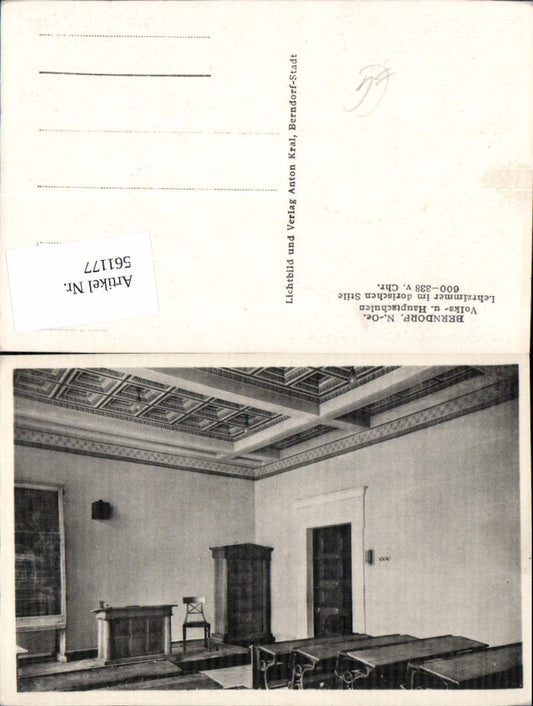 BERNDORF, N.-Oe.
Volks- u. Hauptschulen
Lehrzimmer im dorischen Stile
600—338 v. Chr.
Lichtbild und Verlag Anton Kral, Berndorf-Stadt
Artikel Nr.
561177